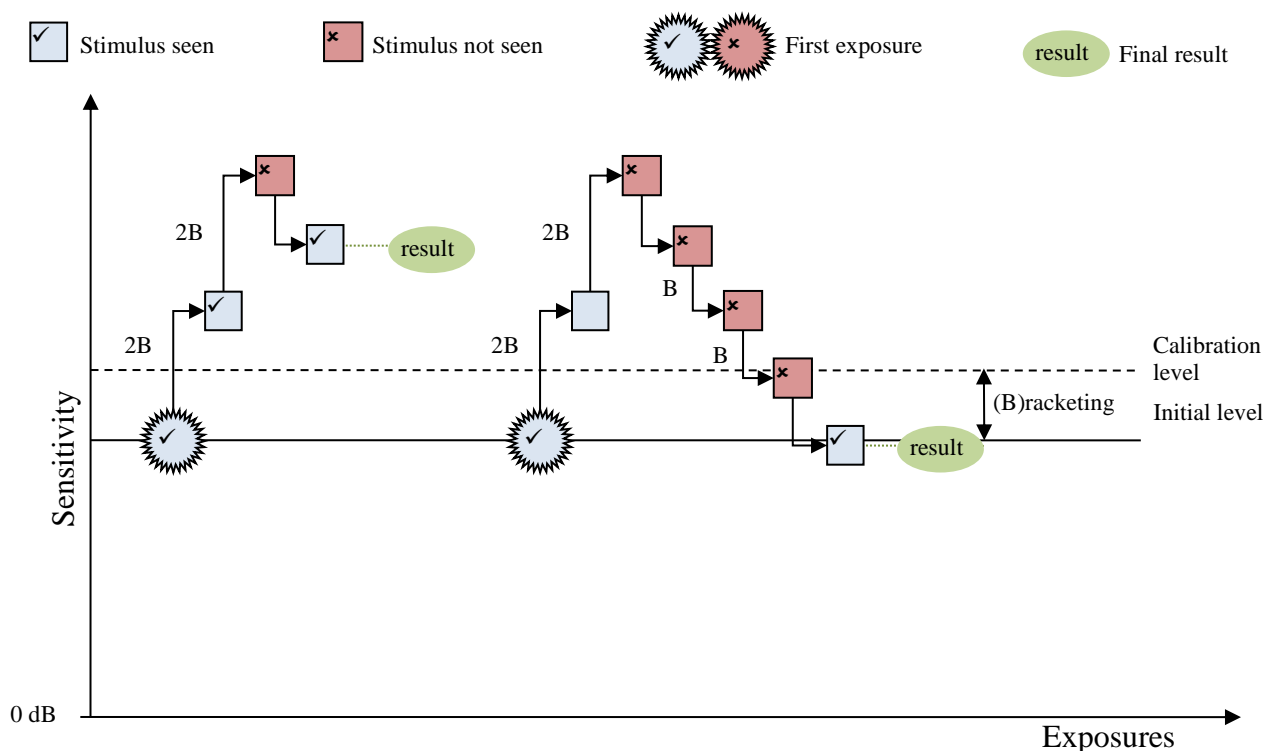 Stimulus seen
Stimulus not seen
First exposure
result
Final result
2B
2B
result
2B
2B
B
B
Calibration
level
(B)racketing
Initial level
result
Sensitivity
0 dB
Exposures